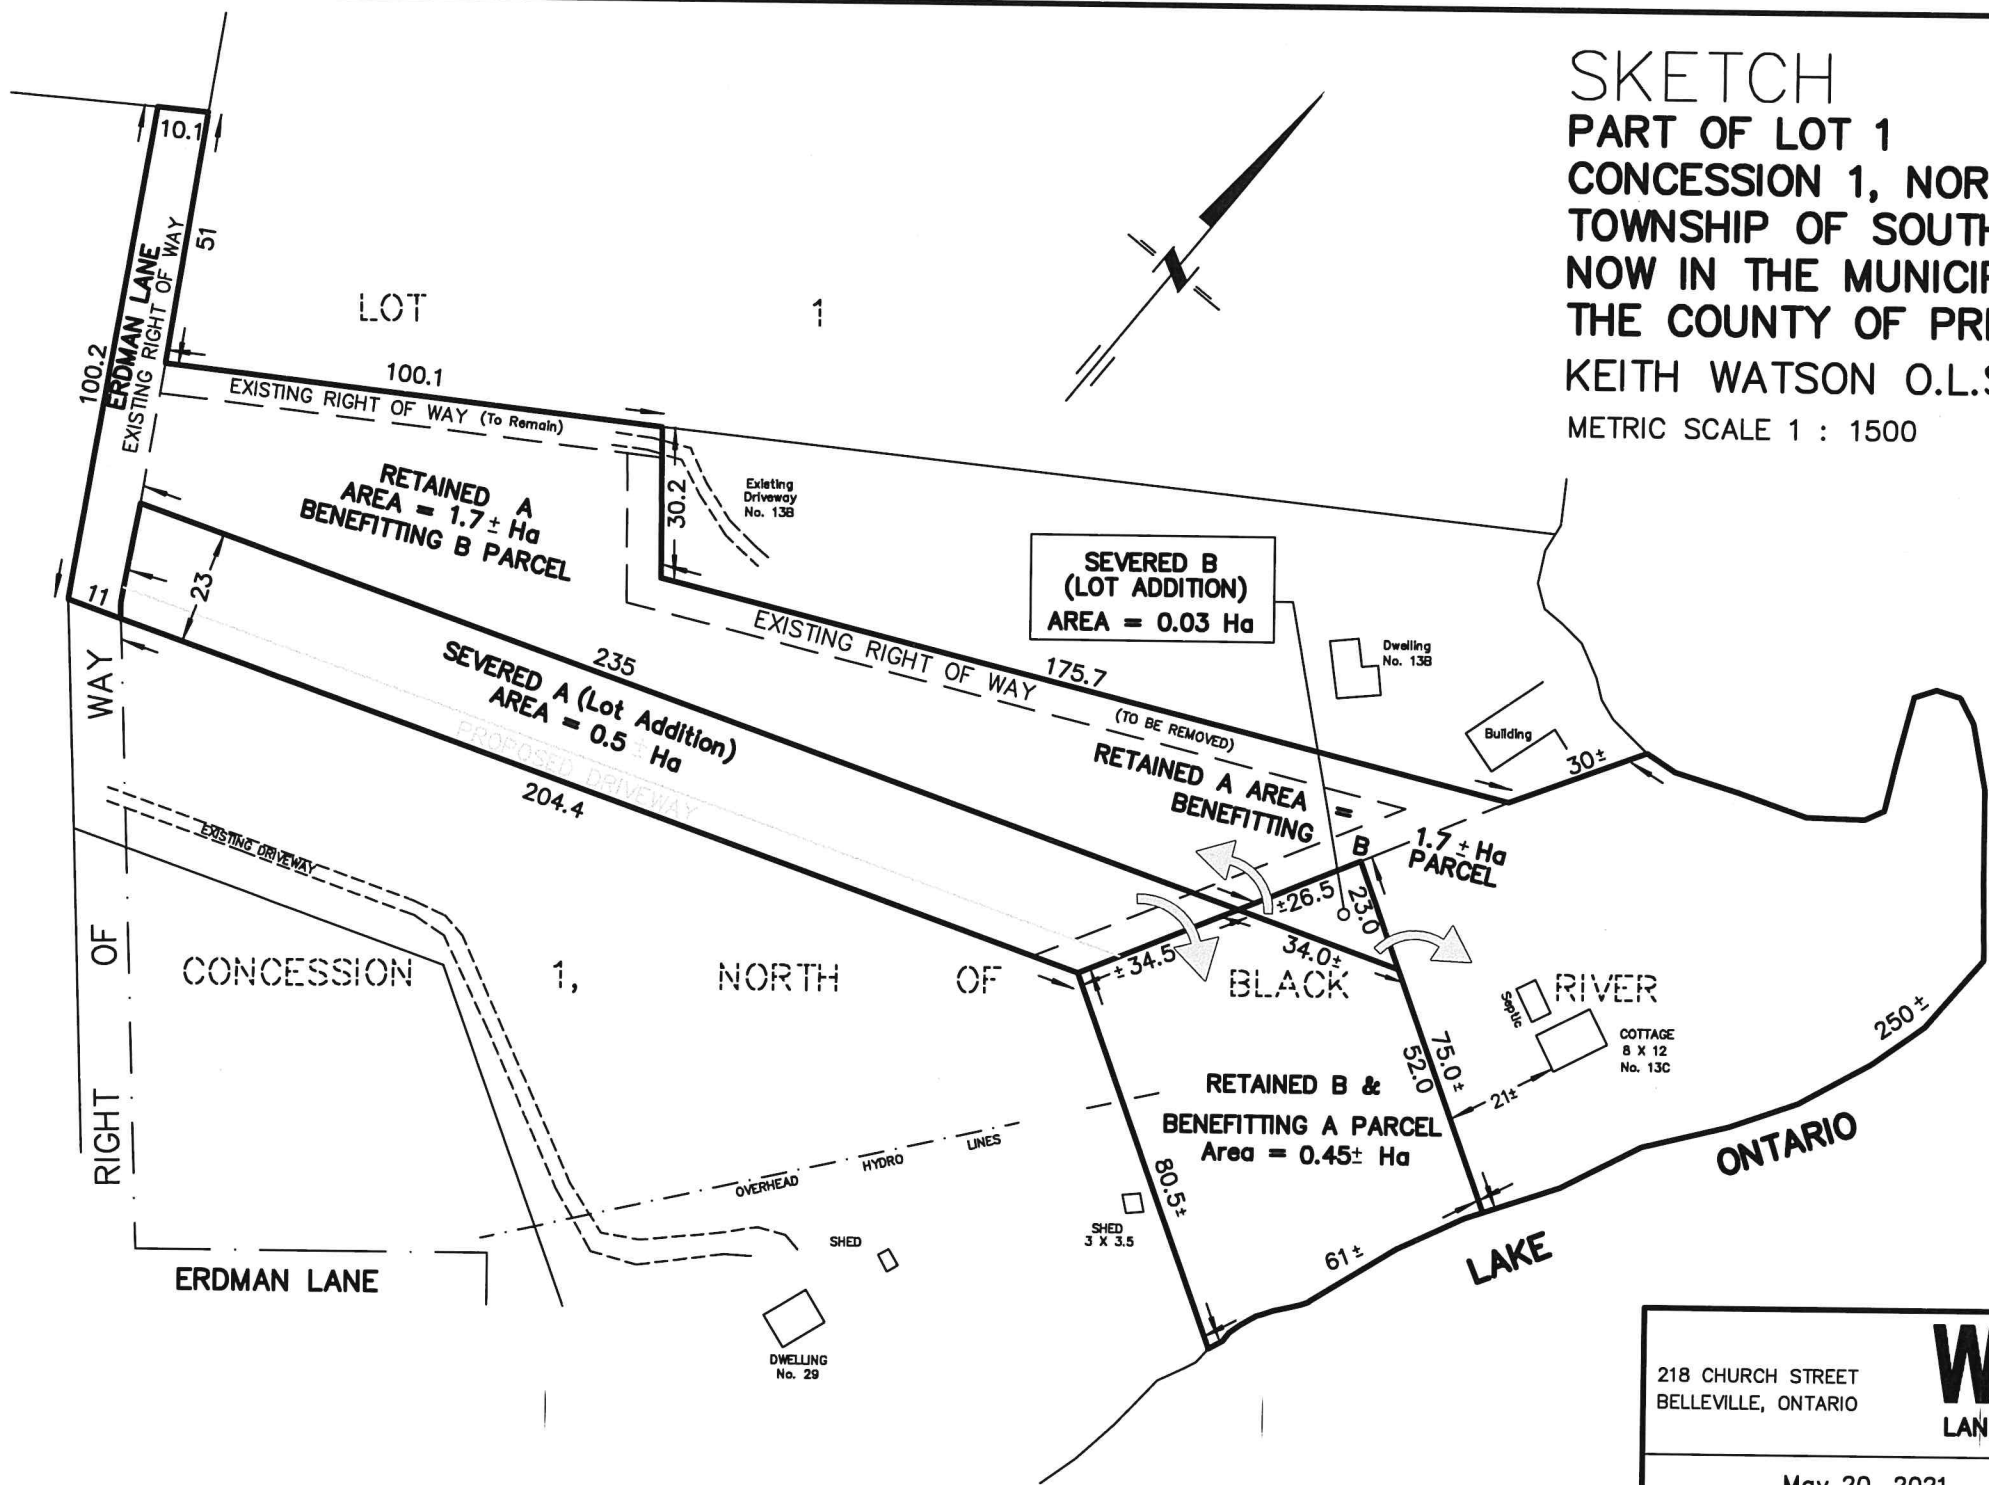 SKETCH
PART OF LOT 1
CONCESSION 1, NOR
TOWNSHIP OF SOUTH
NOW IN THE MUNICI
THE COUNTY OF PR
KEITH WATSON O.L.S
METRIC SCALE 1 : 1500
10.1
51
100.2
ERDMAN LANE
EXISTING RIGHT OF WAY
LOT 1
100.1
EXISTING RIGHT OF WAY (To Remain)
RETAINED A
AREA = 1.7± Ha
BENEFITTING B PARCEL
30.2
Existing
Driveway
No. 13B
SEVERED B
(LOT ADDITION)
AREA = 0.03 Ha
11
23
EXISTING RIGHT OF WAY
(TO BE REMOVED)
175.7
Dwelling
No. 13B
Building
30±
235
SEVERED A (Lot Addition)
AREA = 0.5 ± Ha
PROPOSED DRIVEWAY
204.4
RETAINED A AREA =
1.7 ± Ha
BENEFITTING B
PARCEL
RIGHT OF WAY
EXISTING DRIVEWAY
±26.5
23.0
±34.5
34.0±
CONCESSION 1, NORTH OF BLACK RIVER
Septic
COTTAGE
8 X 12
No. 13C
250±
75.0±
52.0
21±
RETAINED B &
BENEFITTING A PARCEL
Area = 0.45± Ha
80.5±
OVERHEAD HYDRO LINES
SHED
3 X 3.5
SHED
61±
LAKE ONTARIO
ERDMAN LANE
DWELLING
No. 29
218 CHURCH STREET
BELLEVILLE, ONTARIO
W
LAN
May 20, 2021